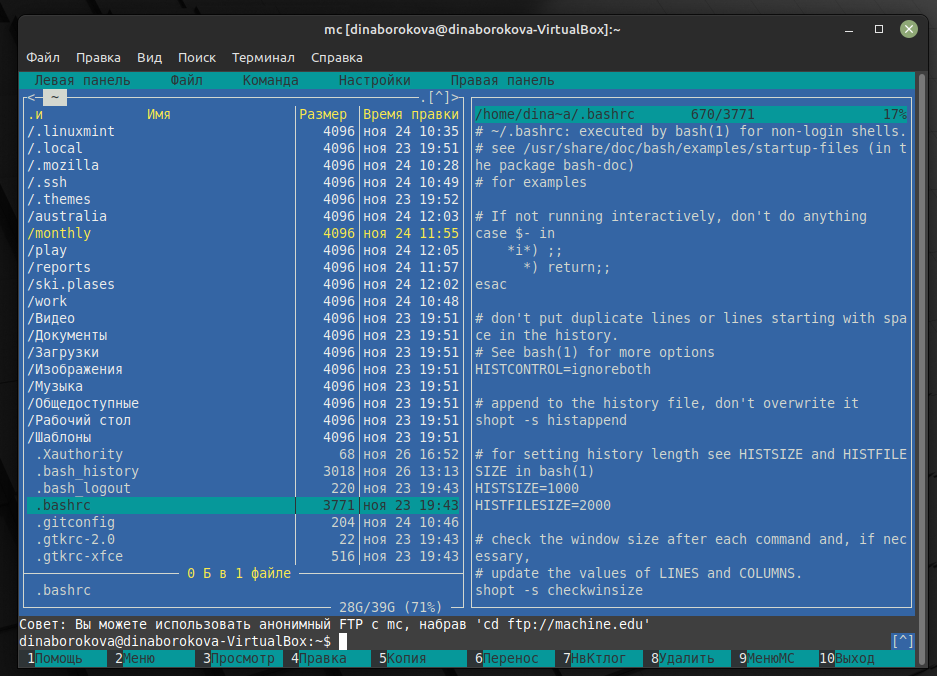 mc [dinaborokova@dinaborokova-VirtualBox]:~
Файл Правка Вид Поиск Терминал Справка
Левая панель Файл Команда Настройки Правая панель
<─ ~ .[^]>
.и Имя Размер Время правки
/.linuxmint 4096 ноя 24 10:35
/.local 4096 ноя 23 19:51
/.mozilla 4096 ноя 24 10:28
/.ssh 4096 ноя 24 10:49
/.themes 4096 ноя 23 19:52
/australia 4096 ноя 24 12:03
/monthly 4096 ноя 24 11:55
/play 4096 ноя 24 12:05
/reports 4096 ноя 24 11:57
/ski.plases 4096 ноя 24 12:02
/work 4096 ноя 24 10:48
/Видео 4096 ноя 23 19:51
/Документы 4096 ноя 23 19:51
/Загрузки 4096 ноя 23 19:51
/Изображения 4096 ноя 23 19:51
/Музыка 4096 ноя 23 19:51
/Общедоступные 4096 ноя 23 19:51
/Рабочий стол 4096 ноя 23 19:51
/Шаблоны 4096 ноя 23 19:51
.Xauthority 68 ноя 26 16:52
.bash_history 3018 ноя 26 13:13
.bash_logout 220 ноя 23 19:43
.bashrc 3771 ноя 23 19:43
.gitconfig 204 ноя 24 10:46
.gtkrc-2.0 22 ноя 23 19:43
.gtkrc-xfce 516 ноя 23 19:43
0 Б в 1 файле
.bashrc
28G/39G (71%)
/home/dina~a/.bashrc 670/3771 17%
# ~/.bashrc: executed by bash(1) for non-login shells.
# see /usr/share/doc/bash/examples/startup-files (in t
he package bash-doc)
# for examples
# If not running interactively, don't do anything
case $- in
*i*) ;;
*) return;;
esac
# don't put duplicate lines or lines starting with spa
ce in the history.
# See bash(1) for more options
HISTCONTROL=ignoreboth
# append to the history file, don't overwrite it
shopt -s histappend
# for setting history length see HISTSIZE and HISTFILE
SIZE in bash(1)
HISTSIZE=1000
HISTFILESIZE=2000
# check the window size after each command and, if nec
essary,
# update the values of LINES and COLUMNS.
shopt -s checkwinsize
Совет: Вы можете использовать анонимный FTP с mc, набрав 'cd ftp://machine.edu'
dinaborokova@dinaborokova-VirtualBox:~$ [^]
1Помощь 2Меню 3Просмотр 4Правка 5Копия 6Перенос 7НвКтлог 8Удалить 9МенюМС 10Выход